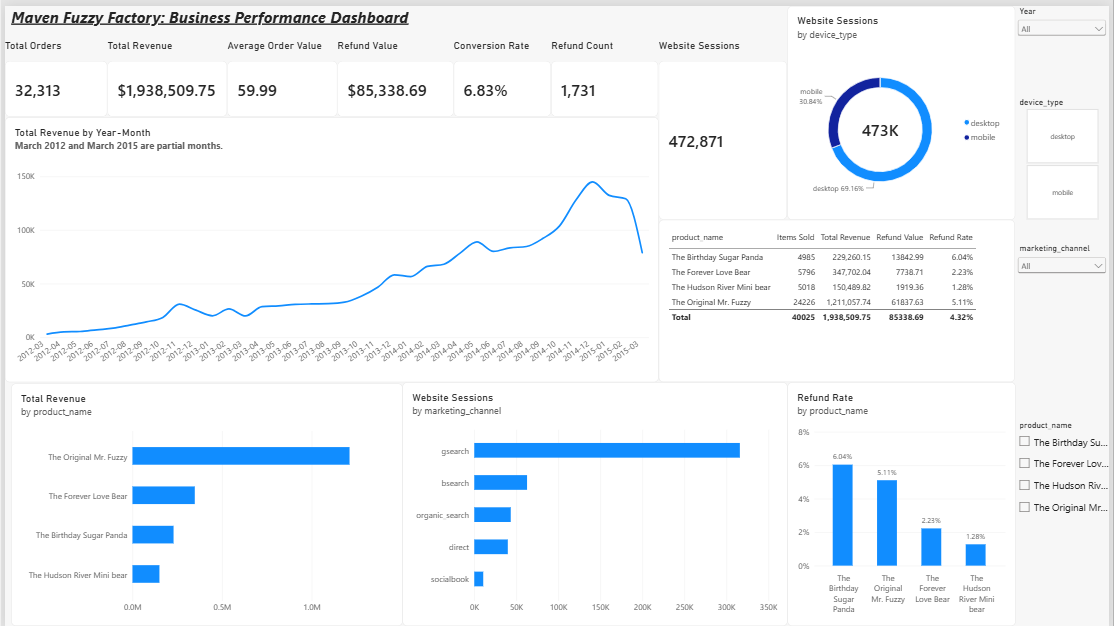 Maven Fuzzy Factory: Business Performance Dashboard
Total Orders
Total Revenue
Average Order Value
Refund Value
Conversion Rate
Refund Count
Website Sessions
32,313
$1,938,509.75
59.99
$85,338.69
6.83%
1,731
472,871
Total Revenue by Year-Month
March 2012 and March 2015 are partial months.
150K
100K
50K
0K
2012-03
2012-04
2012-05
2012-06
2012-07
2012-08
2012-09
2012-10
2012-11
2012-12
2013-01
2013-02
2013-03
2013-04
2013-05
2013-06
2013-07
2013-08
2013-09
2013-10
2013-11
2013-12
2014-01
2014-02
2014-03
2014-04
2014-05
2014-06
2014-07
2014-08
2014-09
2014-10
2014-11
2014-12
2015-01
2015-02
2015-03
Website Sessions
by device_type
mobile
30.84%
473K
desktop 69.16%
desktop
mobile
product_name Items Sold Total Revenue Refund Value Refund Rate
The Birthday Sugar Panda 4985 229,260.15 13842.99 6.04%
The Forever Love Bear 5796 347,702.04 7738.71 2.23%
The Hudson River Mini bear 5018 150,489.82 1919.36 1.28%
The Original Mr. Fuzzy 24226 1,211,057.74 61837.63 5.11%
Total 40025 1,938,509.75 85338.69 4.32%
Total Revenue
by product_name
The Original Mr. Fuzzy
The Forever Love Bear
The Birthday Sugar Panda
The Hudson River Mini bear
0.0M 0.5M 1.0M
Website Sessions
by marketing_channel
gsearch
bsearch
organic_search
direct
socialbook
0K 50K 100K 150K 200K 250K 300K 350K
Refund Rate
by product_name
8%
6%
4%
2%
0%
6.04%
5.11%
2.23%
1.28%
The Birthday Sugar Panda
The Original Mr. Fuzzy
The Forever Love Bear
The Hudson River Mini bear
Year
All
device_type
desktop
mobile
marketing_channel
All
product_name
The Birthday Su...
The Forever Lov...
The Hudson Riv...
The Original Mr...